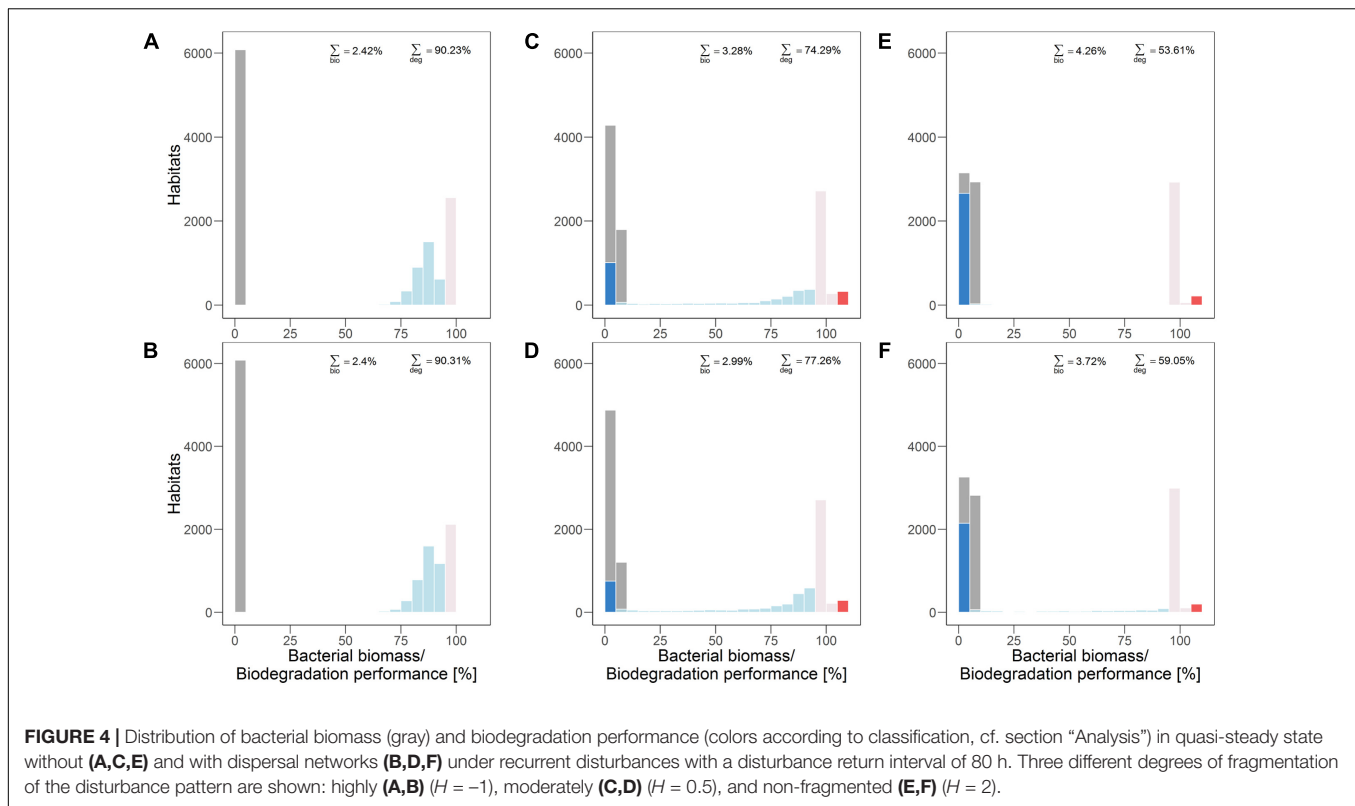 A
Σ bio = 2.42% Σ deg = 90.23%
6000
4000
2000
0
Habitats
0 25 50 75 100
C
Σ bio = 3.28% Σ deg = 74.29%
6000
4000
2000
0
0 25 50 75 100
E
Σ bio = 4.26% Σ deg = 53.61%
6000
4000
2000
0
0 25 50 75 100
B
Σ bio = 2.4% Σ deg = 90.31%
6000
4000
2000
0
Habitats
0 25 50 75 100
Bacterial biomass/
Biodegradation performance [%]
D
Σ bio = 2.99% Σ deg = 77.26%
6000
4000
2000
0
0 25 50 75 100
Bacterial biomass/
Biodegradation performance [%]
F
Σ bio = 3.72% Σ deg = 59.05%
6000
4000
2000
0
0 25 50 75 100
Bacterial biomass/
Biodegradation performance [%]
FIGURE 4 | Distribution of bacterial biomass (gray) and biodegradation performance (colors according to classification, cf. section “Analysis”) in quasi-steady state
without (A,C,E) and with dispersal networks (B,D,F) under recurrent disturbances with a disturbance return interval of 80 h. Three different degrees of fragmentation
of the disturbance pattern are shown: highly (A,B) (H = –1), moderately (C,D) (H = 0.5), and non-fragmented (E,F) (H = 2).